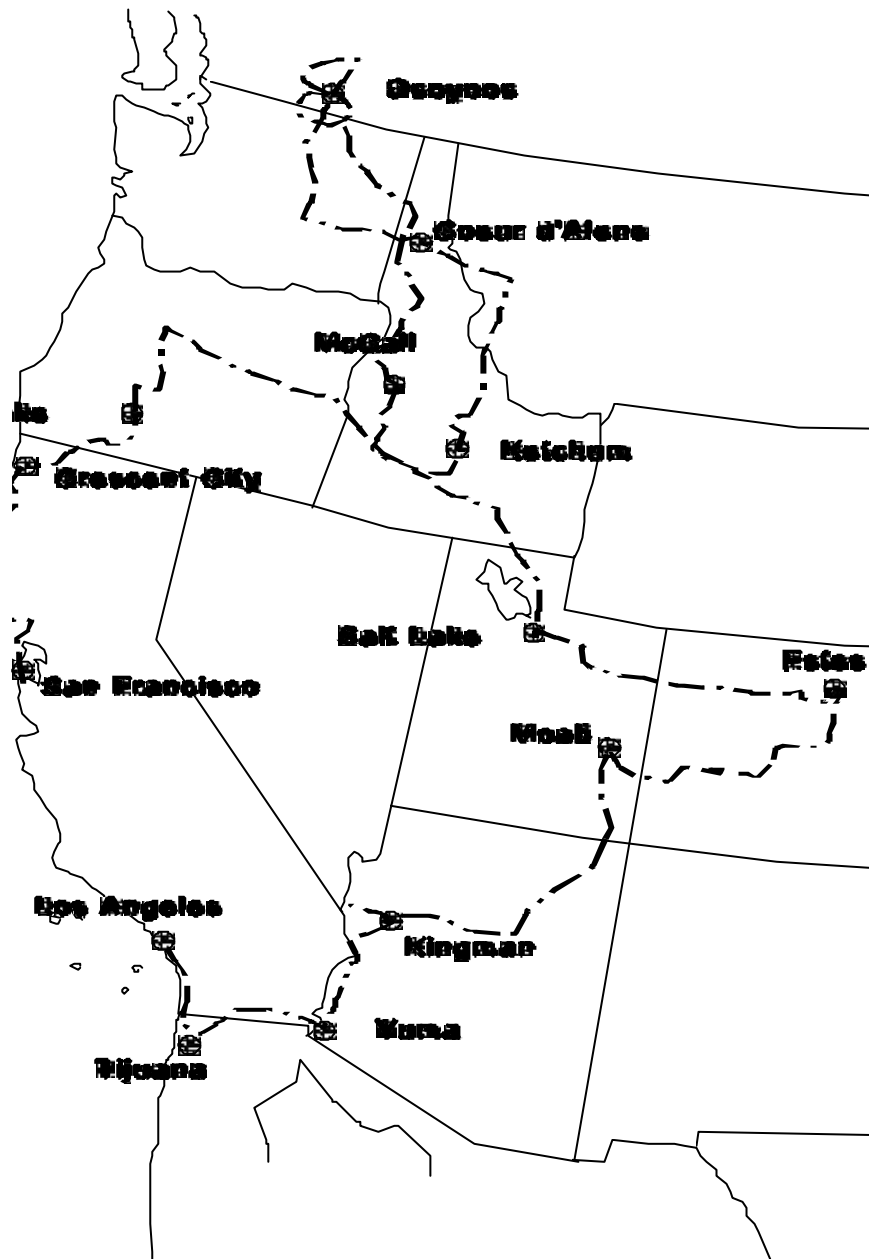 Osoyoos
Coeur d'Alene
McCall
Ketchum
Crescent City
Salt Lake
Estes
San Francisco
Moab
Los Angeles
Kingman
Yuma
Tijuana